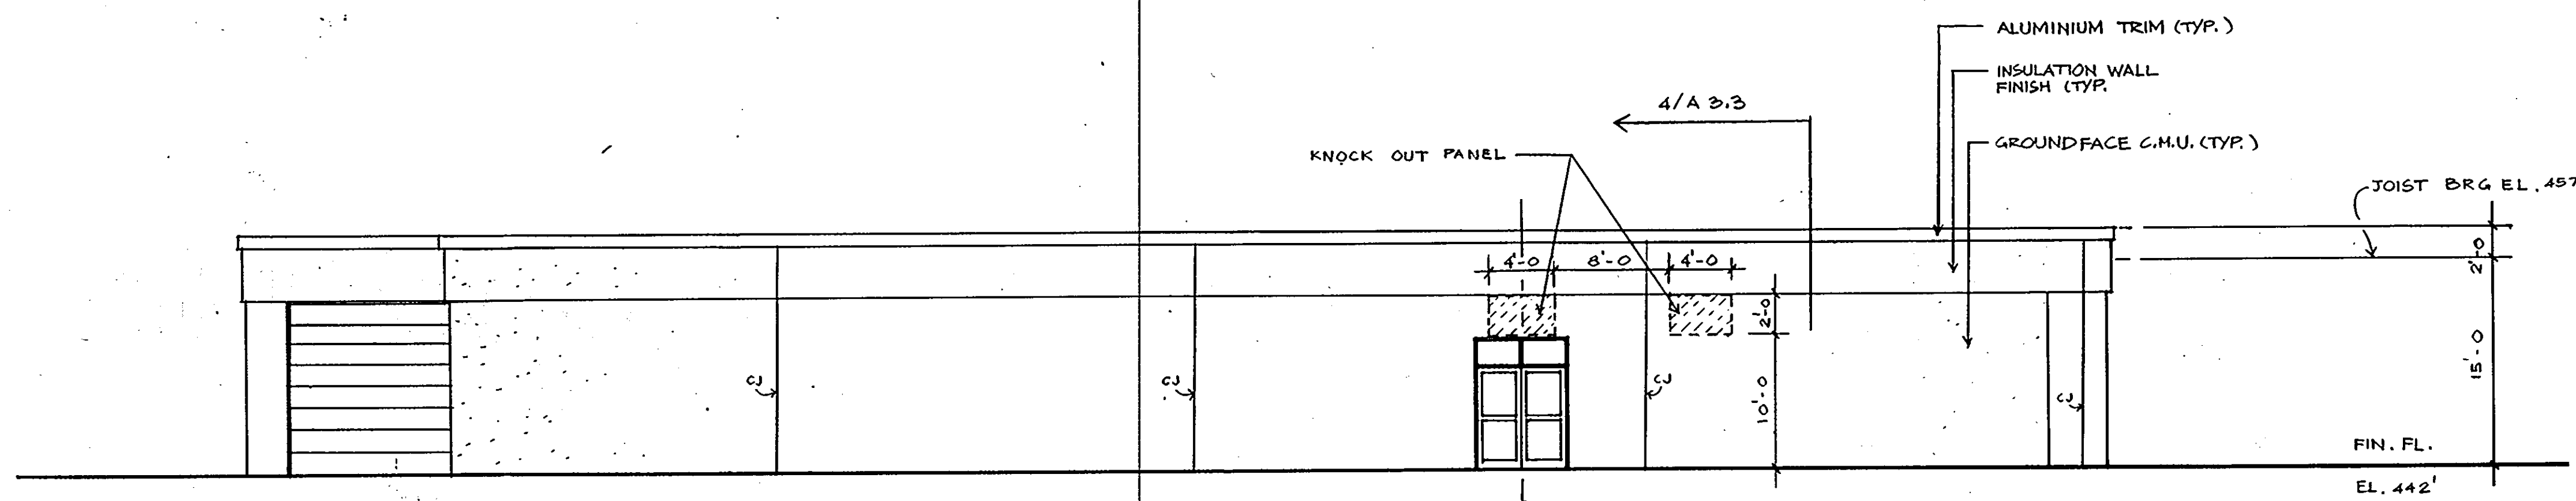 ALUMINIUM TRIM (TYP.)
INSULATION WALL
FINISH (TYP.
4/A 3.3
KNOCK OUT PANEL
GROUNDFACE C.M.U. (TYP.)
JOIST BRG EL. 457
4'-0 8'-0 4'-0
2'-0
2'-0
15'-0
10'-0
CJ
CJ
CJ
CJ
FIN. FL.
EL. 442'